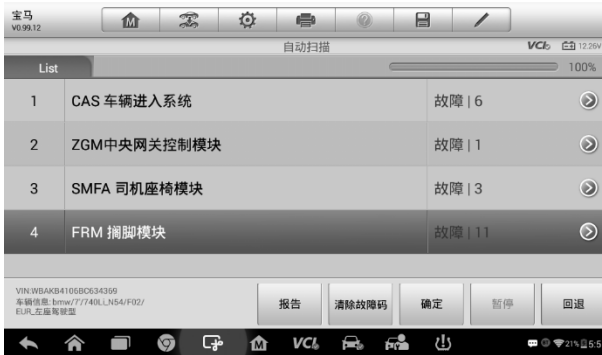 宝马
V0.99.12
自动扫描
VCI 12.26V
List
100%
1 CAS 车辆进入系统 故障 | 6
2 ZGM中央网关控制模块 故障 | 1
3 SMFA 司机座椅模块 故障 | 3
4 FRM 搁脚模块 故障 | 11
VIN:WBAKB4106BC634369
车辆信息: bmw/7'/740Li_N54/F02/
EUR_左座驾驶型
报告 清除故障码 确定 暂停 回退
VCI 21% 5:5